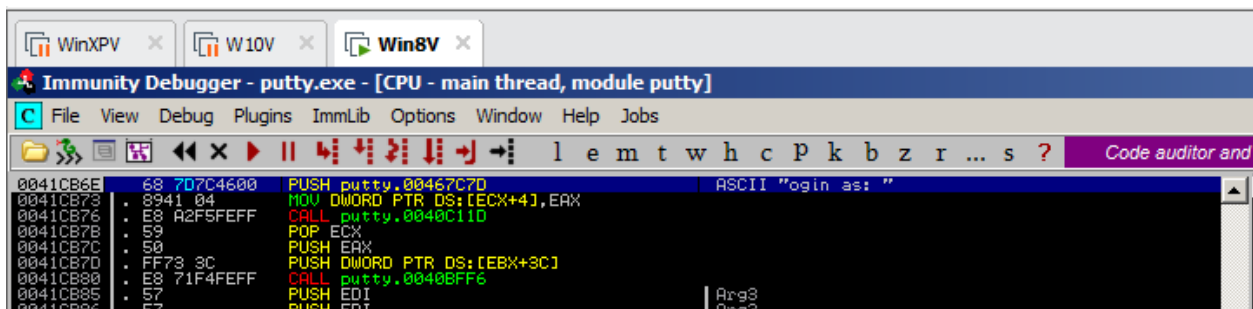 WinXPV × W10V × Win8V ×
Immunity Debugger - putty.exe - [CPU - main thread, module putty]
C File View Debug Plugins ImmLib Options Window Help Jobs
l e m t w h c P k b z r ... s ? Code auditor and
0041CB6E 68 7D7C4600 PUSH putty.00467C7D ASCII "ogin as: "
0041CB73 . 8941 04 MOV DWORD PTR DS:[ECX+4],EAX
0041CB76 . E8 A2F5FEFF CALL putty.0040C11D
0041CB7B . 59 POP ECX
0041CB7C . 50 PUSH EAX
0041CB7D . FF73 3C PUSH DWORD PTR DS:[EBX+3C]
0041CB80 . E8 71F4FEFF CALL putty.0040BFF6
0041CB85 . 57 PUSH EDI Arg3